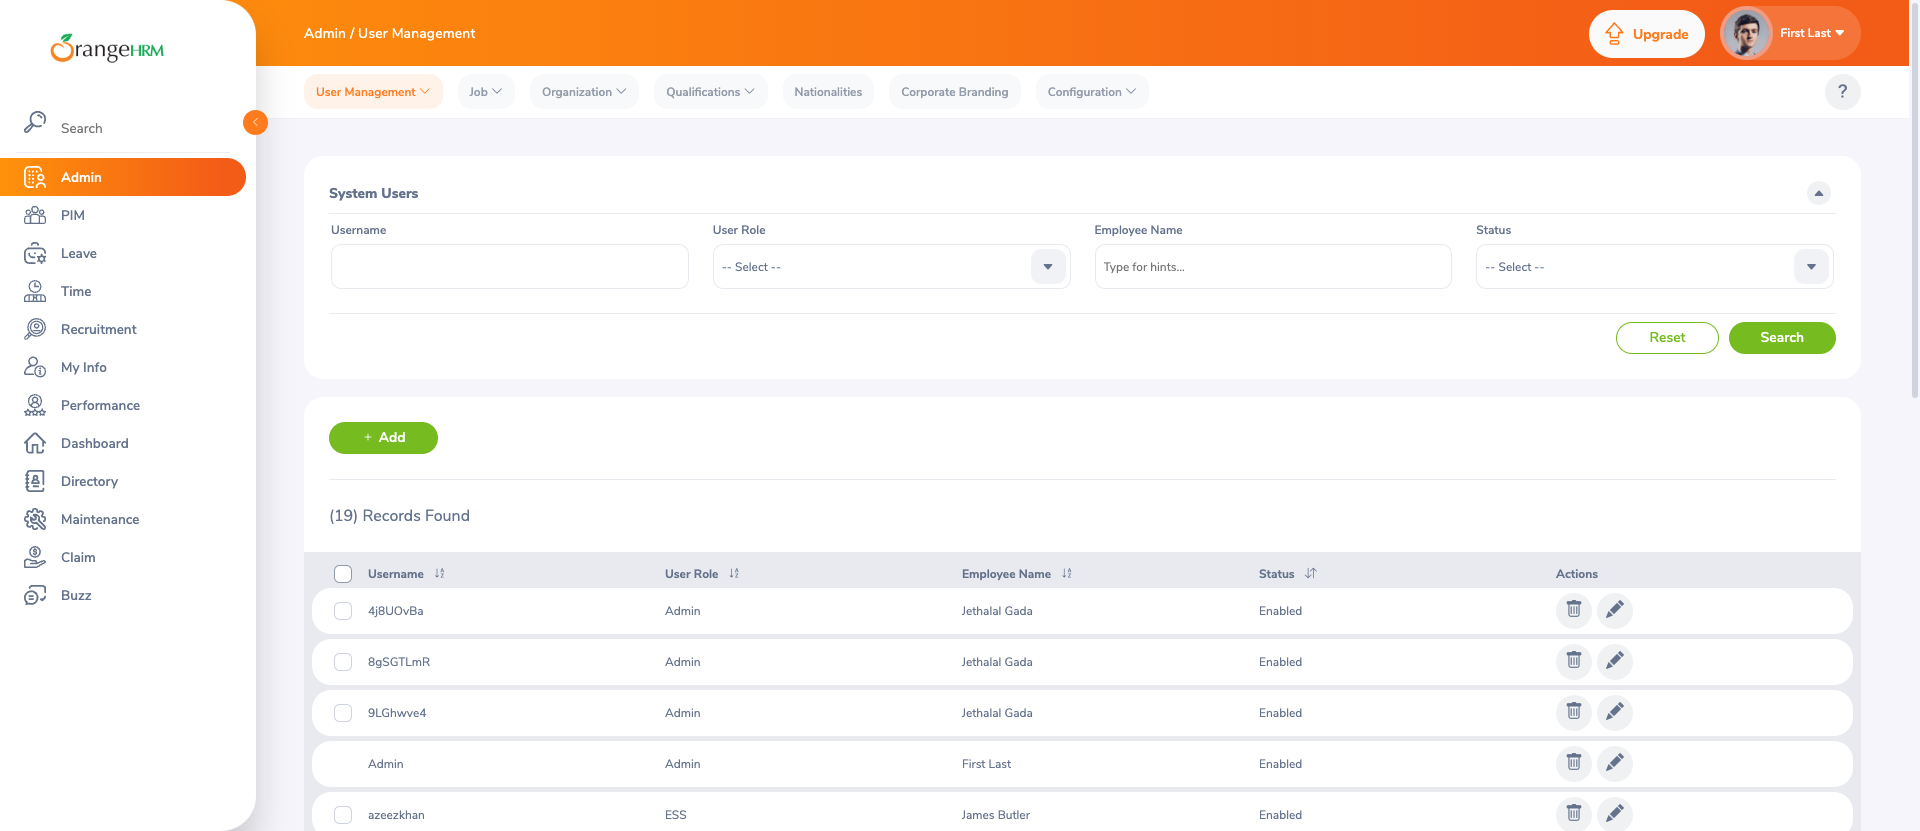 OrangeHRM
Search
Admin
PIM
Leave
Time
Recruitment
My Info
Performance
Dashboard
Directory
Maintenance
Claim
Buzz
Admin / User Management
Upgrade
First Last
User Management
Job
Organization
Qualifications
Nationalities
Corporate Branding
Configuration
?
System Users
Username
User Role
Employee Name
Status
-- Select --
Type for hints...
-- Select --
Reset
Search
+ Add
(19) Records Found
Username User Role Employee Name Status Actions
4j8UOvBa Admin Jethalal Gada Enabled
8gSGTLmR Admin Jethalal Gada Enabled
9LGhwve4 Admin Jethalal Gada Enabled
Admin Admin First Last Enabled
azeezkhan ESS James Butler Enabled